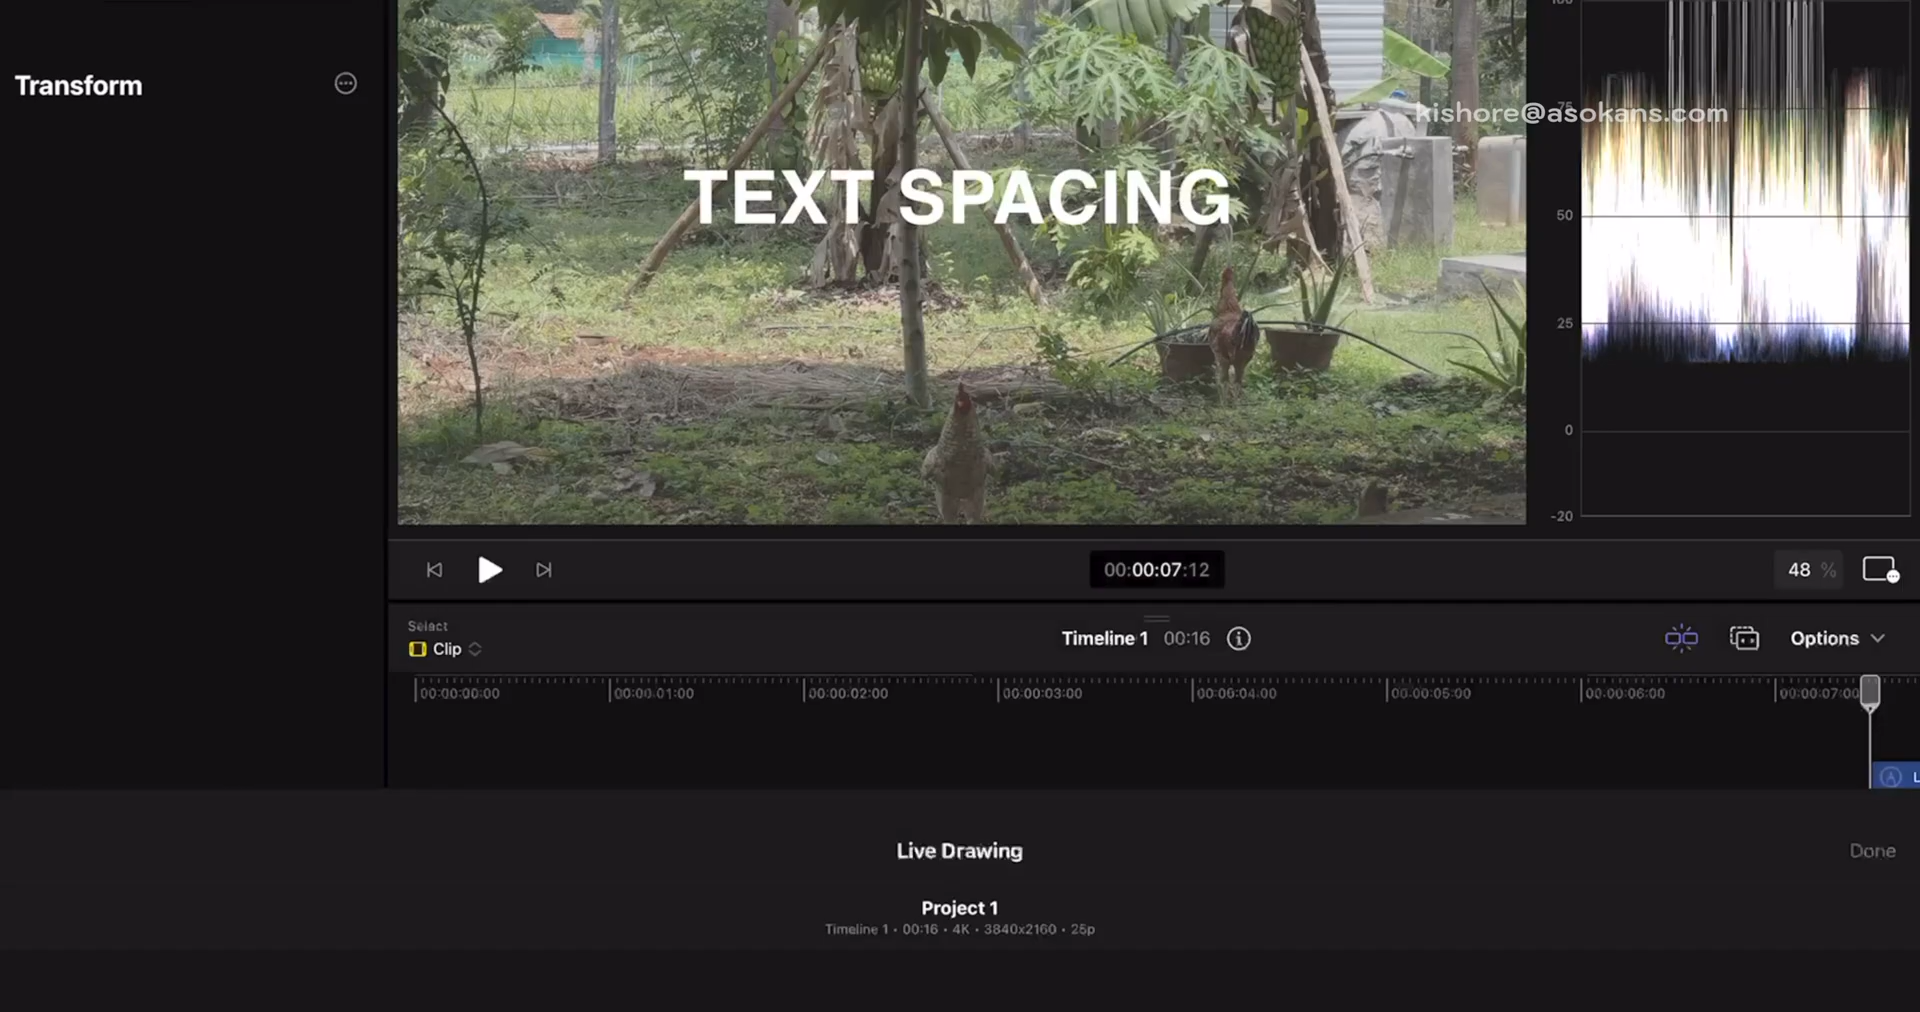 Transform
TEXT SPACING
kishore@asokans.com
100
75
50
25
0
-20
00:00:07:12
48 %
Select
Clip
Timeline 1 00:16
Options
00:00:00:00 00:00:01:00 00:00:02:00 00:00:03:00 00:00:04:00 00:00:05:00 00:00:06:00 00:00:07:00
L
Live Drawing
Done
Project 1
Timeline 1 • 00:16 • 4K • 3840x2160 • 25p